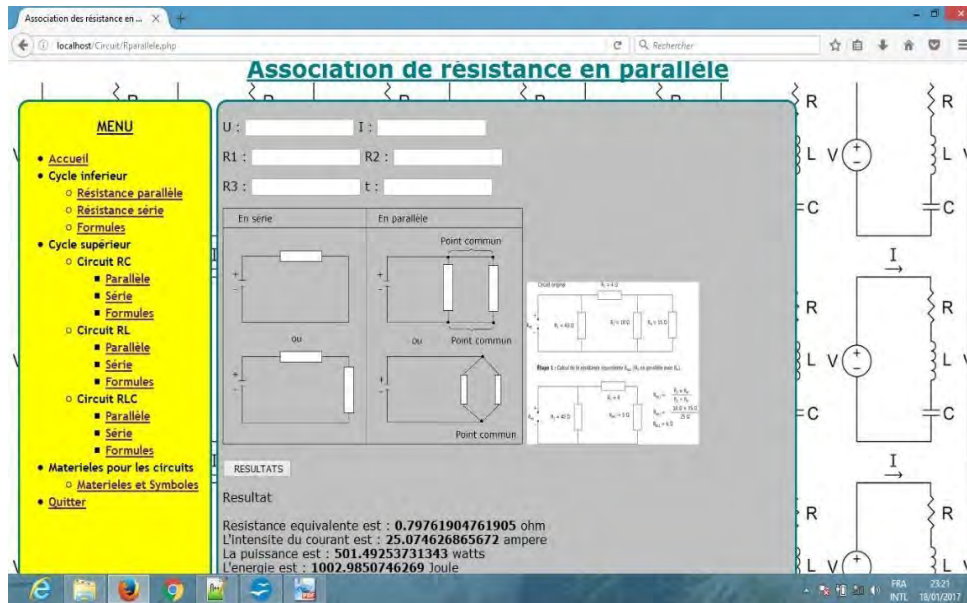 Association des résistance en ...
localhost/Circuit/Rparallele.php
Rechercher
Association de résistance en parallèle
MENU
Accueil
Cycle inferieur
Résistance parallèle
Résistance série
Formules
Cycle supérieur
Circuit RC
Parallèle
Série
Formules
Circuit RL
Parallèle
Série
Formules
Circuit RLC
Parallèle
Série
Formules
Materieles pour les circuits
Materieles et Symboles
Quitter
U : I :
R1 : R2 :
R3 : t :
En série En parallèle
Point commun
ou ou Point commun
Point commun
Circuit original
Étape 1 :
RESULTATS
Resultat
Resistance equivalente est : 0.79761904761905 ohm
L'intensite du courant est : 25.074626865672 ampere
La puissance est : 501.49253731343 watts
L'energie est : 1002.9850746269 Joule
R R
L V L V
C C
I
R R
L V L V
C C
I
R R
L V L V
FRA 23:21
INTL 18/01/2017